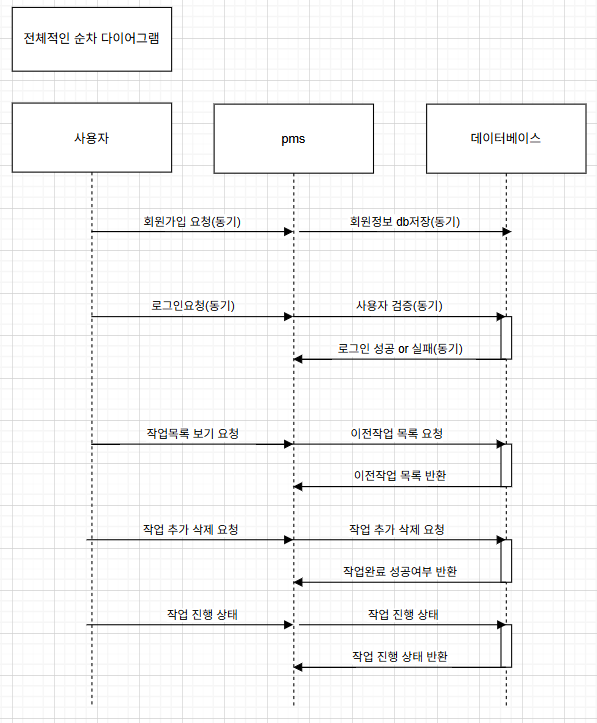 전체적인 순차 다이어그램
사용자
pms
데이터베이스
회원가입 요청(동기)
회원정보 db저장(동기)
로그인요청(동기)
사용자 검증(동기)
로그인 성공 or 실패(동기)
작업목록 보기 요청
이전작업 목록 요청
이전작업 목록 반환
작업 추가 삭제 요청
작업 추가 삭제 요청
작업완료 성공여부 반환
작업 진행 상태
작업 진행 상태
작업 진행 상태 반환